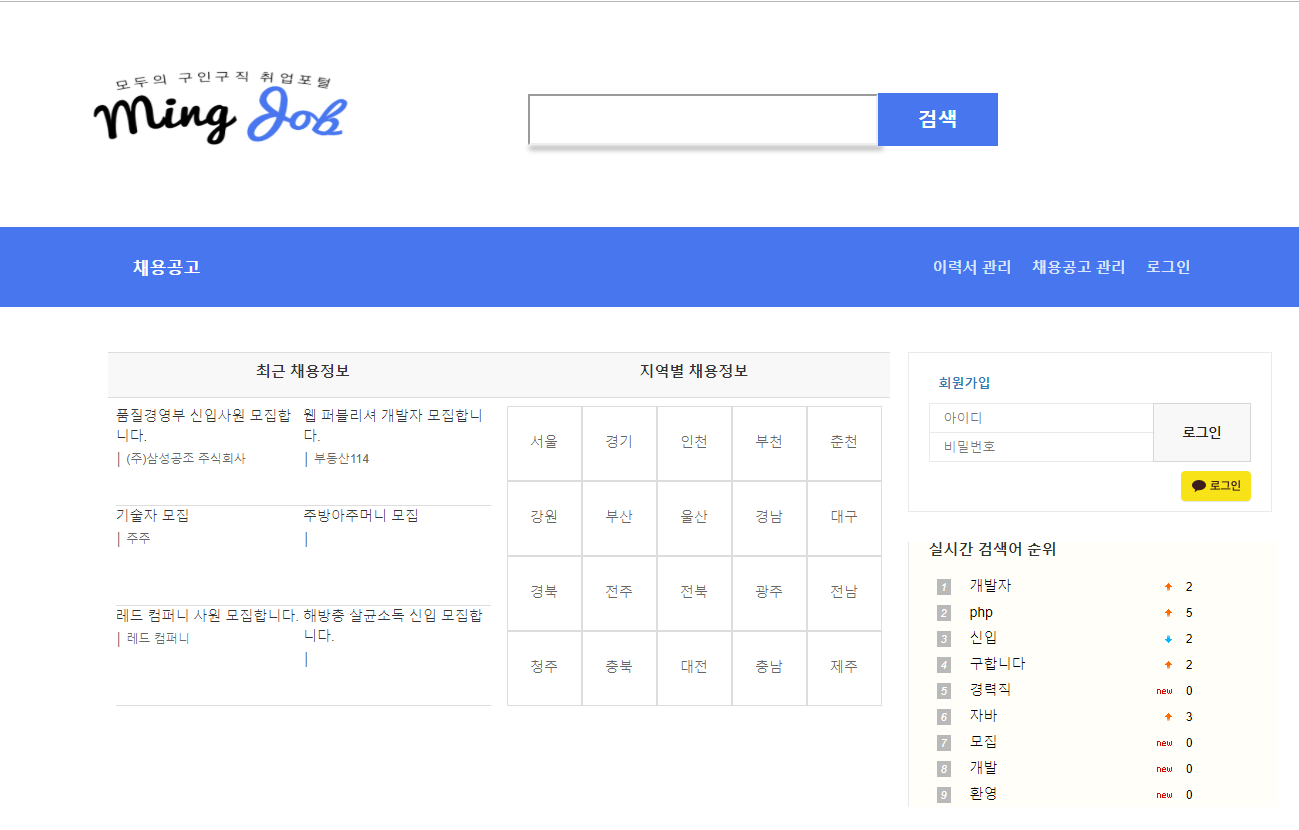 모두의 구인구직 취업포털
Ming Job
검색
채용공고
이력서 관리
채용공고 관리
로그인
최근 채용정보
품질경영부 신입사원 모집합
니다.
| (주)삼성공조 주식회사
웹 퍼블리셔 개발자 모집합니
다.
| 부동산114
기술자 모집
| 주주
주방아주머니 모집
|
레드 컴퍼니 사원 모집합니다.
| 레드 컴퍼니
해방충 살균소독 신입 모집합
니다.
|
지역별 채용정보
서울 경기 인천 부천 춘천
강원 부산 울산 경남 대구
경북 전주 전북 광주 전남
청주 충북 대전 충남 제주
회원가입
아이디
비밀번호
로그인
로그인
실시간 검색어 순위
1 개발자 2
2 php 5
3 신입 2
4 구합니다 2
5 경력직 new 0
6 자바 3
7 모집 new 0
8 개발 new 0
9 환영 new 0